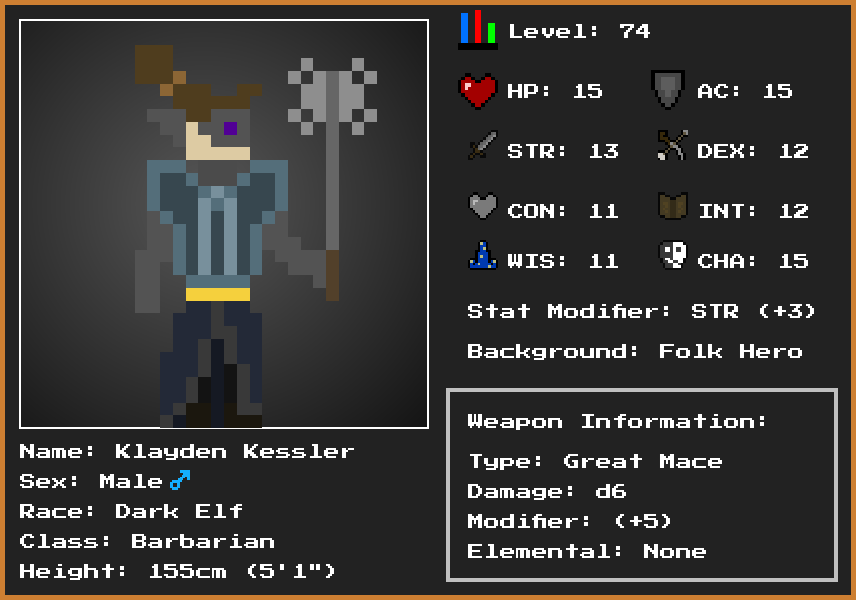 Level: 74
HP: 15 AC: 15
STR: 13 DEX: 12
CON: 11 INT: 12
WIS: 11 CHA: 15
Stat Modifier: STR (+3)
Background: Folk Hero
Weapon Information:
Type: Great Mace
Damage: d6
Modifier: (+5)
Elemental: None
Name: Klayden Kessler
Sex: Male ♂
Race: Dark Elf
Class: Barbarian
Height: 155cm (5'1")